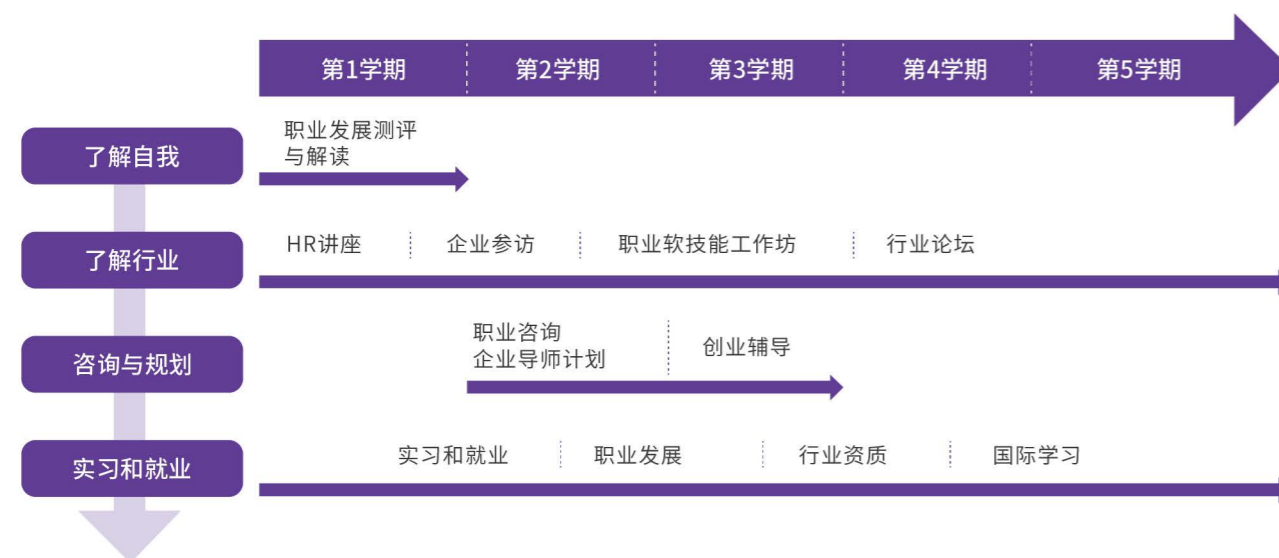 第1学期
第2学期
第3学期
第4学期
第5学期
了解自我
职业发展测评
与解读
了解行业
HR讲座
企业参访
职业软技能工作坊
行业论坛
咨询与规划
职业咨询
企业导师计划
创业辅导
实习和就业
实习和就业
职业发展
行业资质
国际学习